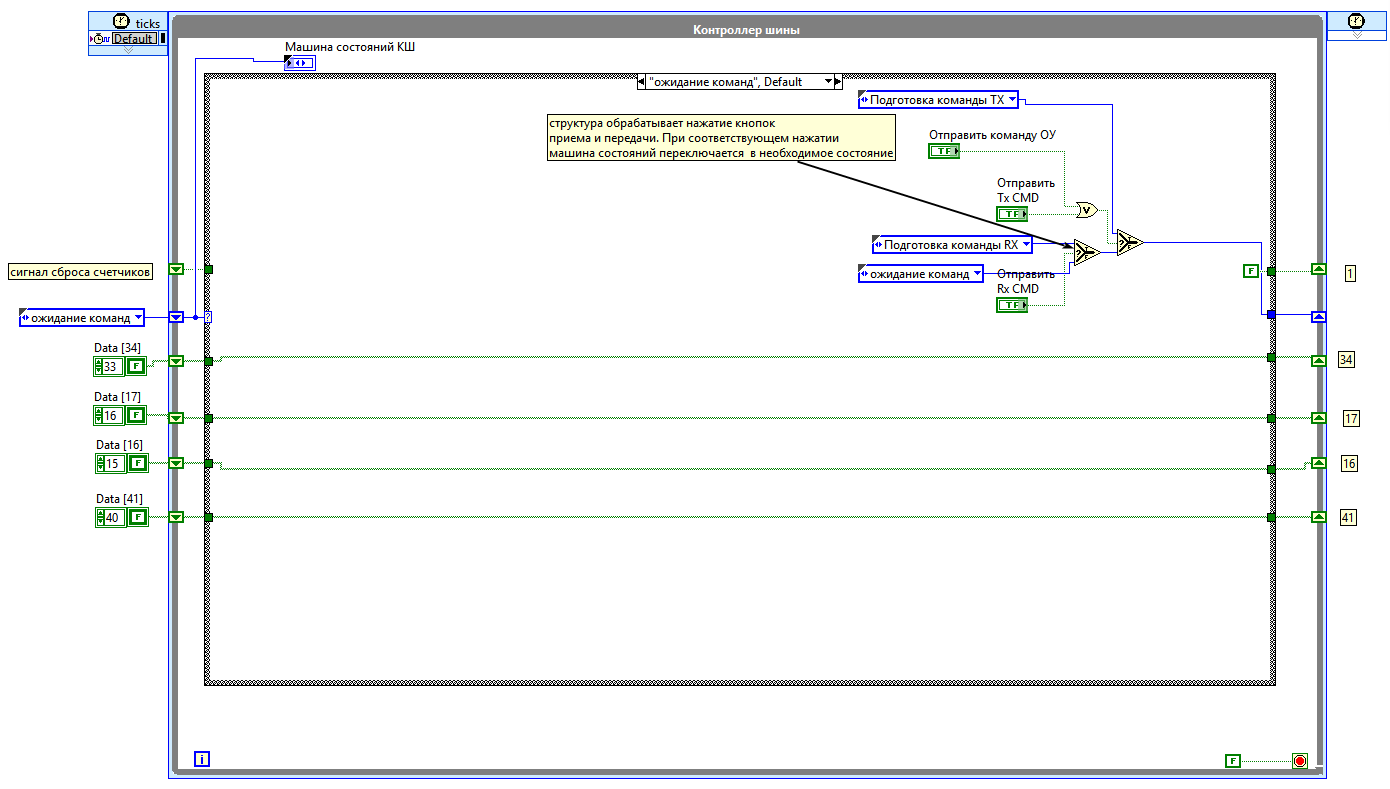 ticks
Default
Контроллер шины
Машина состояний КШ
"ожидание команд", Default
Подготовка команды TX
структура обрабатывает нажатие кнопок
приема и передачи. При соответствующем нажатии
машина состояний переключается в необходимое состояние
Отправить команду ОУ
TF
Отправить
Tx CMD
TF
V
Подготовка команды RX
?
T
F
?
T
F
ожидание команд
Отправить
Rx CMD
TF
сигнал сброса счетчиков
F
1
ожидание команд
?
Data [34]
33
F
34
Data [17]
16
F
17
Data [16]
15
F
16
Data [41]
40
F
41
i
F